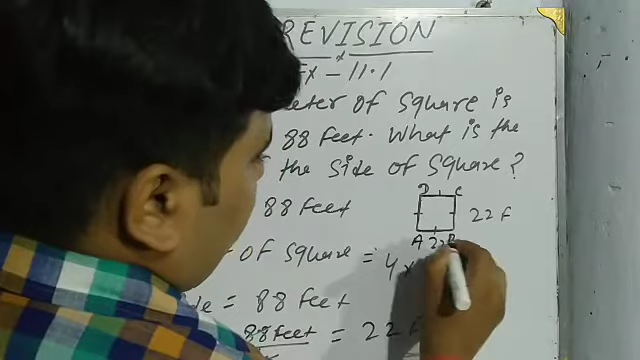 REVISION
Ex - 11.1
eter of Square is
88 feet. What is the
the Side of Square?
D C
88 feet
22 F
A 22 B
OF Square = 4 x
de = 88 feet
88 feet = 22 F